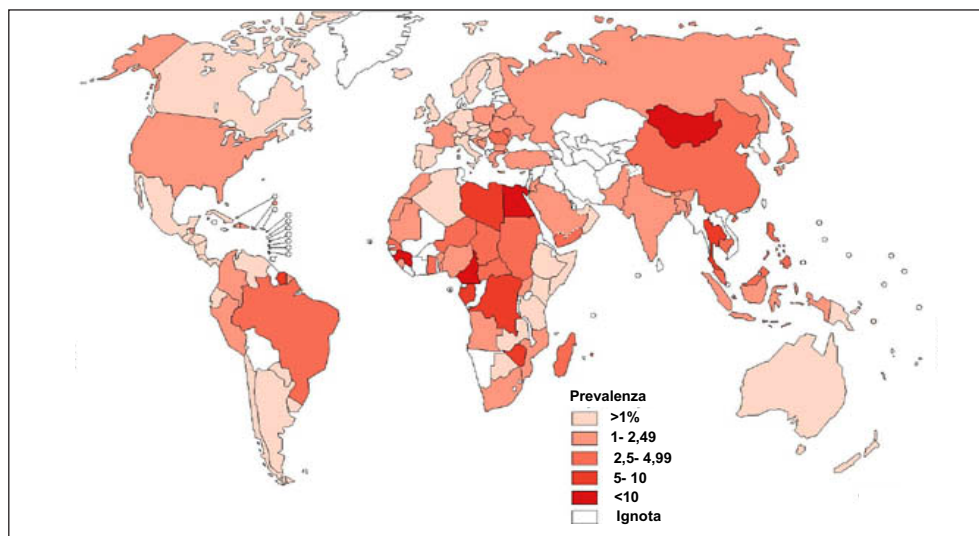 Prevalenza
>1%
1- 2,49
2,5- 4,99
5- 10
<10
Ignota